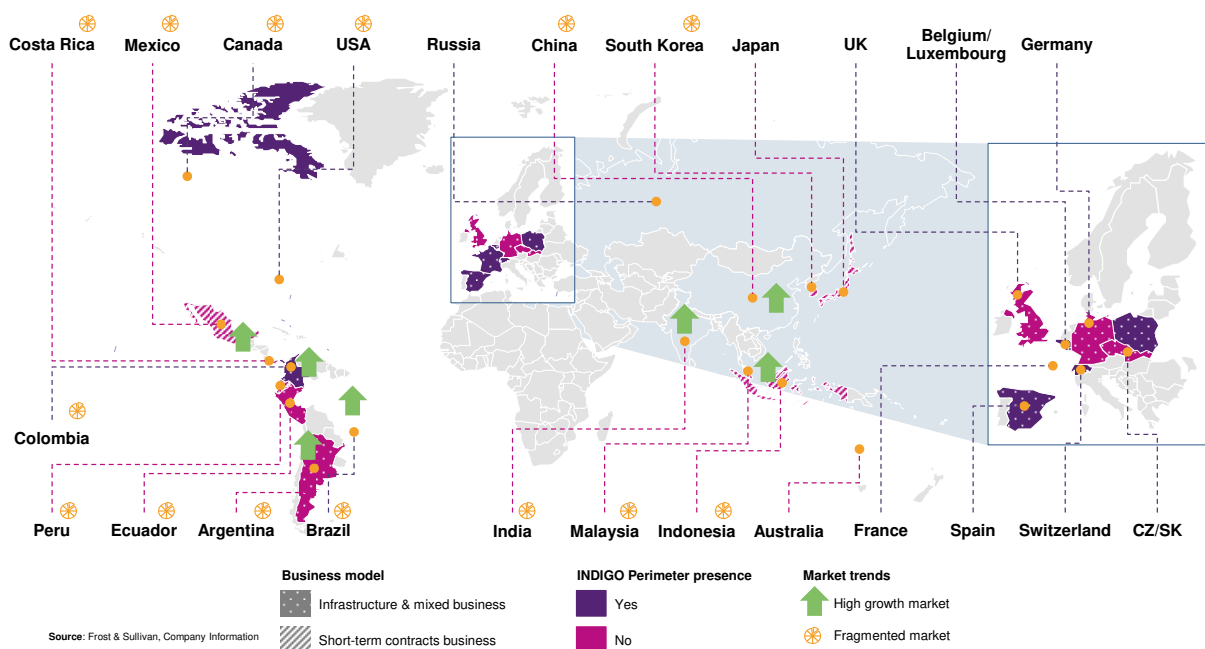 Costa Rica
Mexico
Canada
USA
Russia
China
South Korea
Japan
UK
Belgium/
Luxembourg
Germany
Colombia
Peru
Ecuador
Argentina
Brazil
India
Malaysia
Indonesia
Australia
France
Spain
Switzerland
CZ/SK
Business model
Infrastructure & mixed business
Short-term contracts business
INDIGO Perimeter presence
Yes
No
Market trends
High growth market
Fragmented market
Source: Frost & Sullivan, Company Information